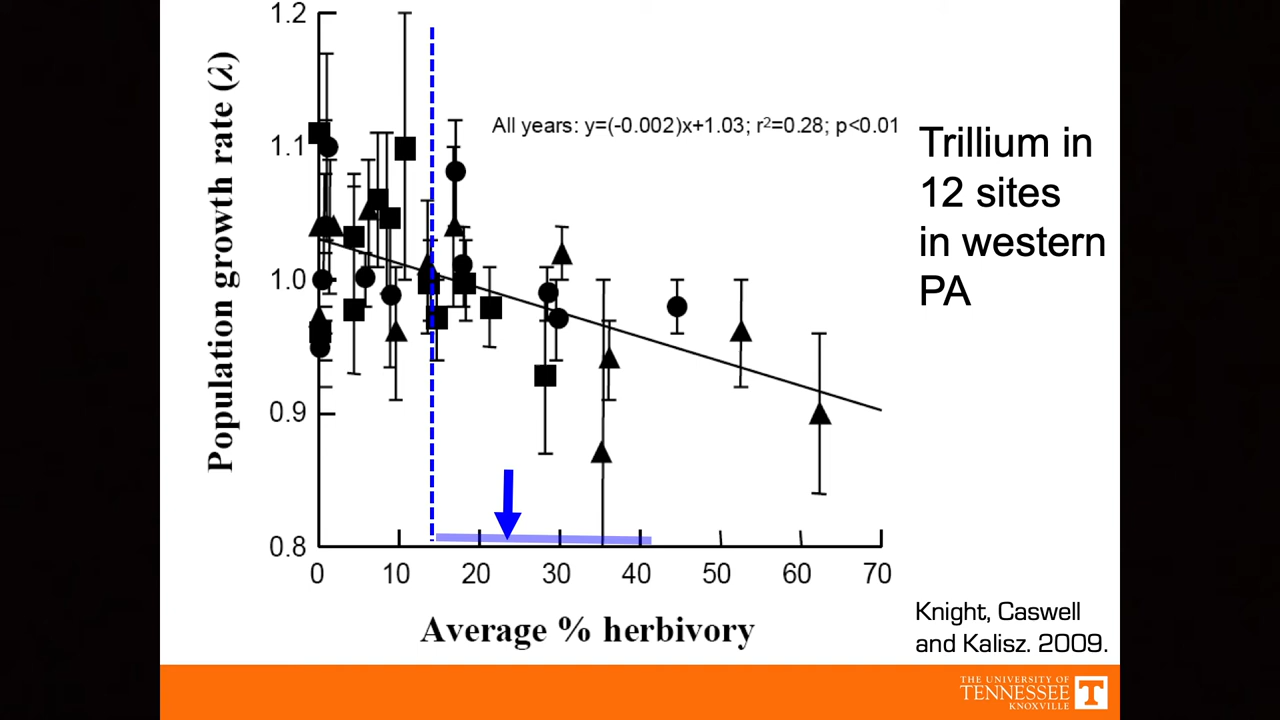 1.2
1.1
1.0
0.9
0.8
Population growth rate (λ)
All years: y=(-0.002)x+1.03; r²=0.28; p<0.01
0 10 20 30 40 50 60 70
Average % herbivory
Trillium in
12 sites
in western
PA
Knight, Caswell
and Kalisz. 2009.
THE UNIVERSITY OF
TENNESSEE
KNOXVILLE
T